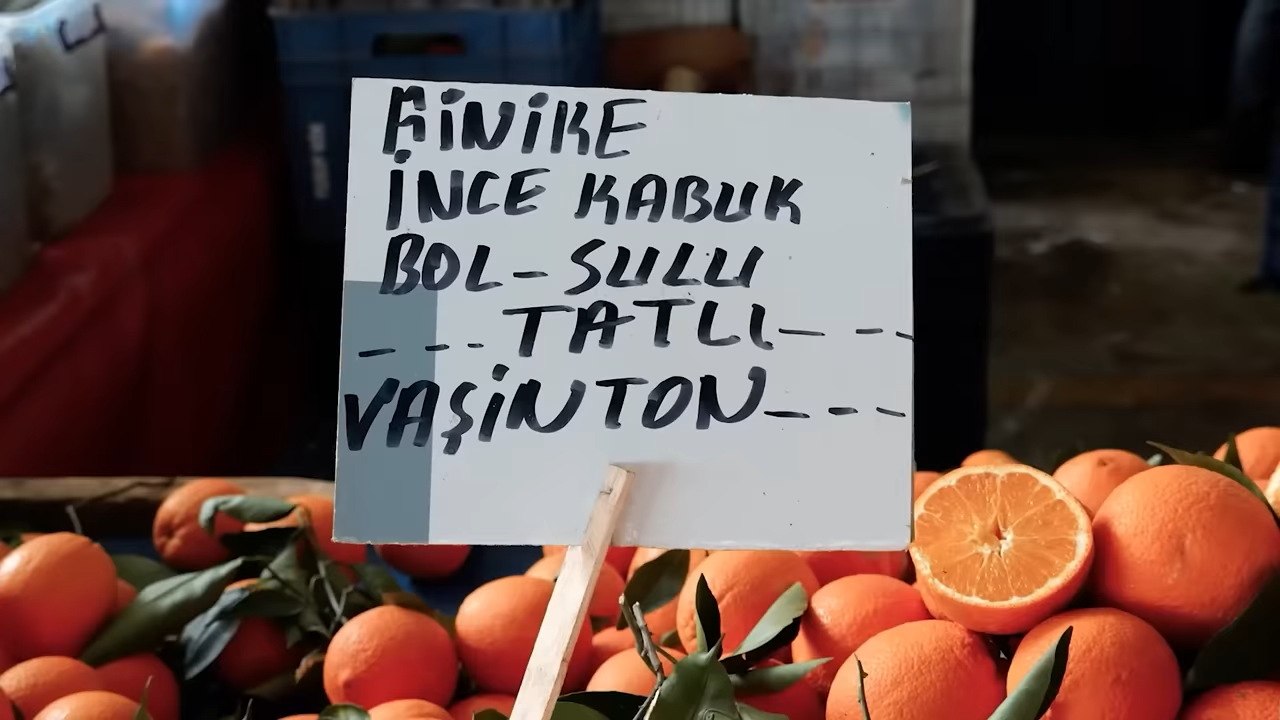 FİNİKE
İNCE KABUK
BOL-SULU
---TATLI---
VAŞİNTON---